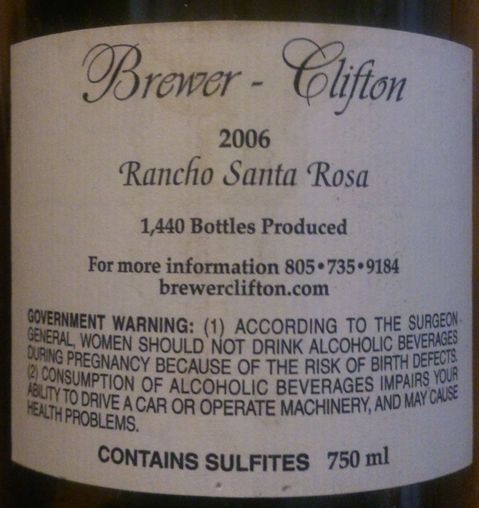 Brewer - Clifton
2006
Rancho Santa Rosa
1,440 Bottles Produced
For more information 805•735•9184
brewerclifton.com
GOVERNMENT WARNING: (1) ACCORDING TO THE SURGEON
GENERAL, WOMEN SHOULD NOT DRINK ALCOHOLIC BEVERAGES
DURING PREGNANCY BECAUSE OF THE RISK OF BIRTH DEFECTS.
(2) CONSUMPTION OF ALCOHOLIC BEVERAGES IMPAIRS YOUR
ABILITY TO DRIVE A CAR OR OPERATE MACHINERY, AND MAY CAUSE
HEALTH PROBLEMS.
CONTAINS SULFITES 750 ml